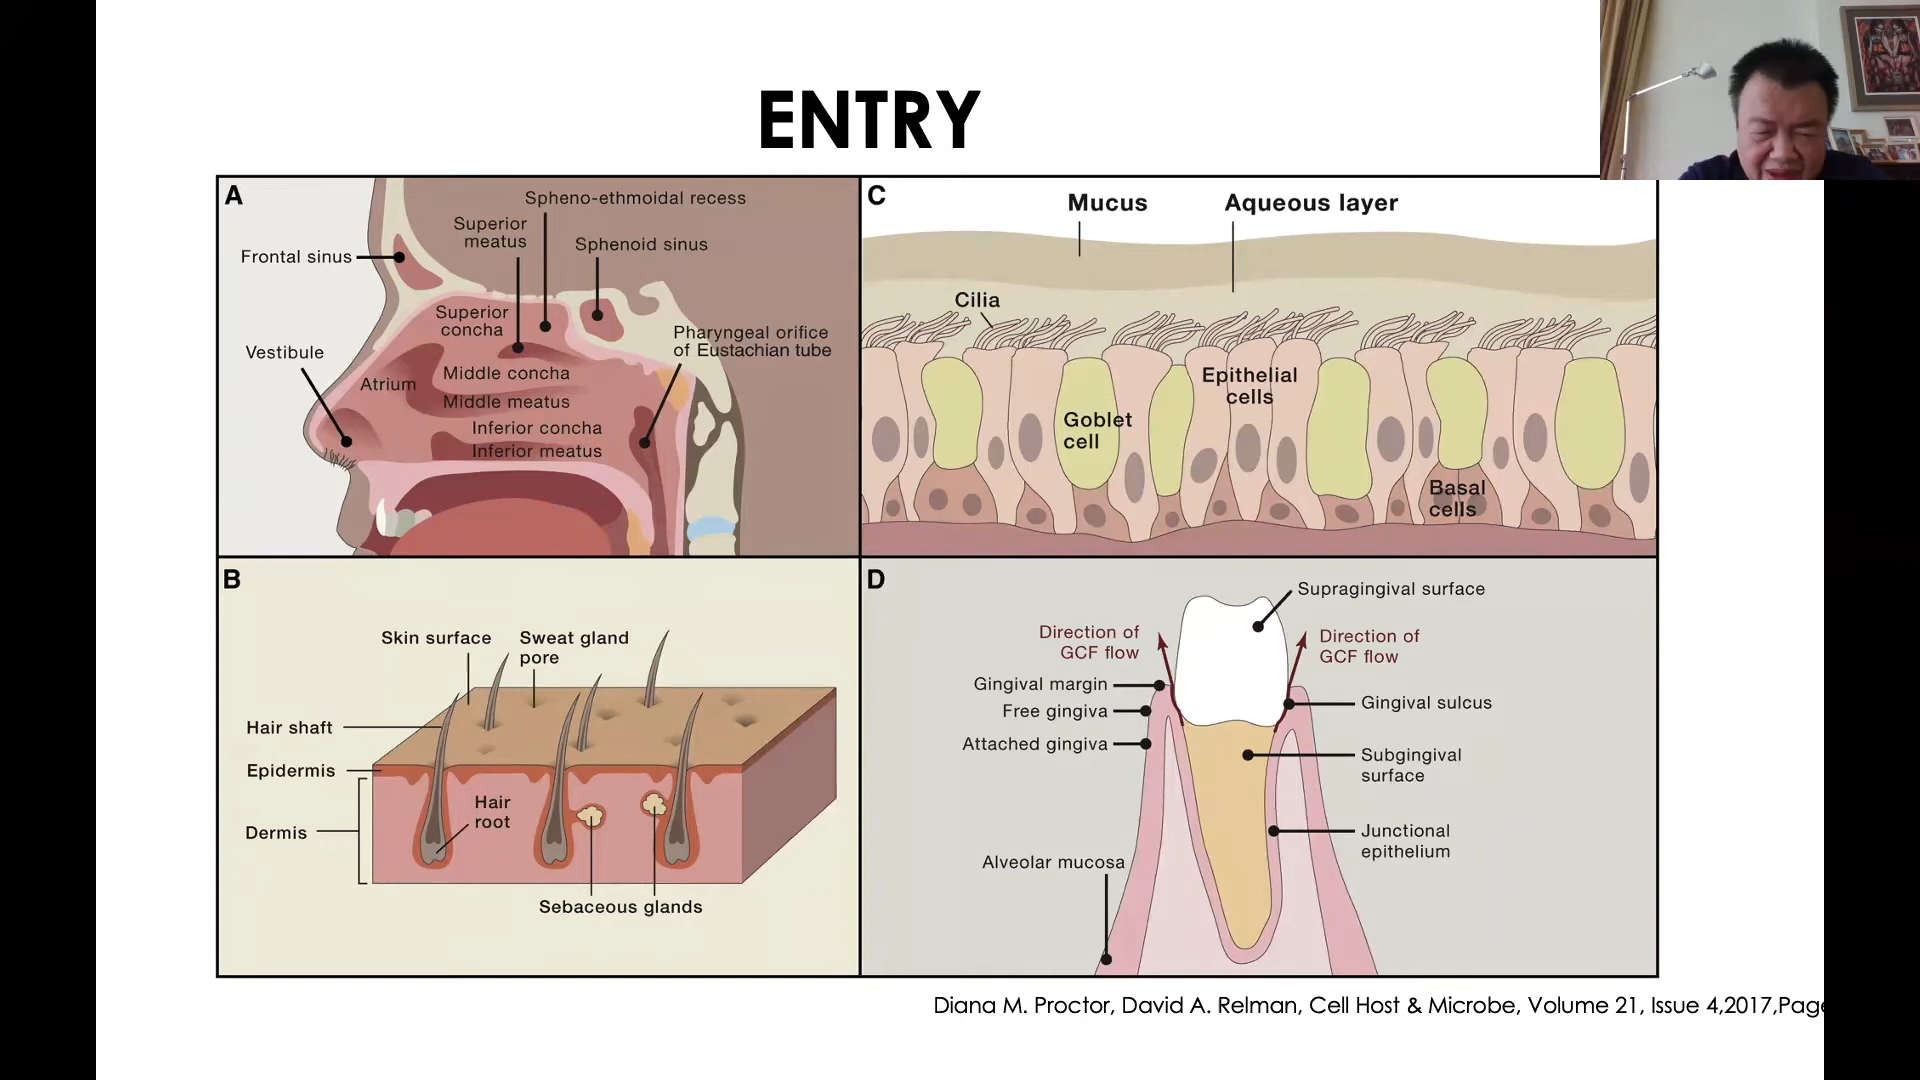 ENTRY
A
Spheno-ethmoidal recess
Superior
meatus
Sphenoid sinus
Frontal sinus
Superior
concha
Pharyngeal orifice
of Eustachian tube
Vestibule
Atrium
Middle concha
Middle meatus
Inferior concha
Inferior meatus
C
Mucus
Aqueous layer
Cilia
Epithelial
cells
Goblet
cell
Basal
cells
B
Skin surface
Sweat gland
pore
Hair shaft
Epidermis
Hair
root
Dermis
Sebaceous glands
D
Supragingival surface
Direction of
GCF flow
Direction of
GCF flow
Gingival margin
Free gingiva
Gingival sulcus
Attached gingiva
Subgingival
surface
Junctional
epithelium
Alveolar mucosa
Diana M. Proctor, David A. Relman, Cell Host & Microbe, Volume 21, Issue 4,2017,Page